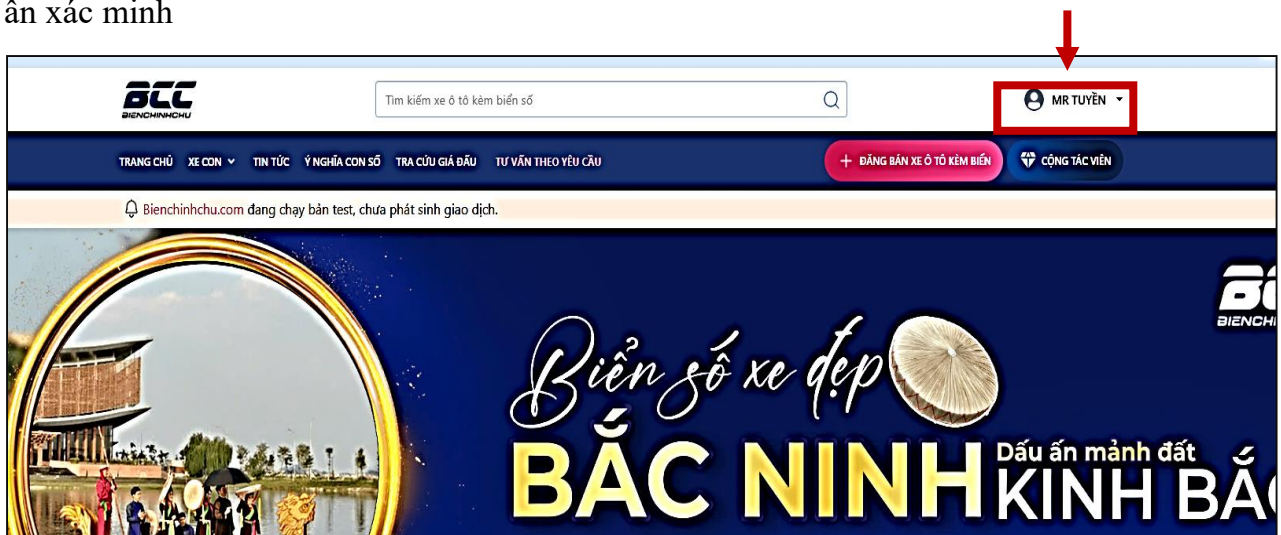 ấn xác minh
BCC
BIENCHINHCHU
Tìm kiếm xe ô tô kèm biển số
MR TUYỀN
TRANG CHỦ XE CON TIN TỨC Ý NGHĨA CON SỐ TRA CỨU GIÁ ĐẤU TƯ VẤN THEO YÊU CẦU
+ ĐĂNG BÁN XE Ô TÔ KÈM BIỂN CỘNG TÁC VIÊN
Bienchinhchu.com đang chạy bản test, chưa phát sinh giao dịch.
Biển số xe đẹp
BẮC NINH
Dấu ấn mảnh đất
KINH